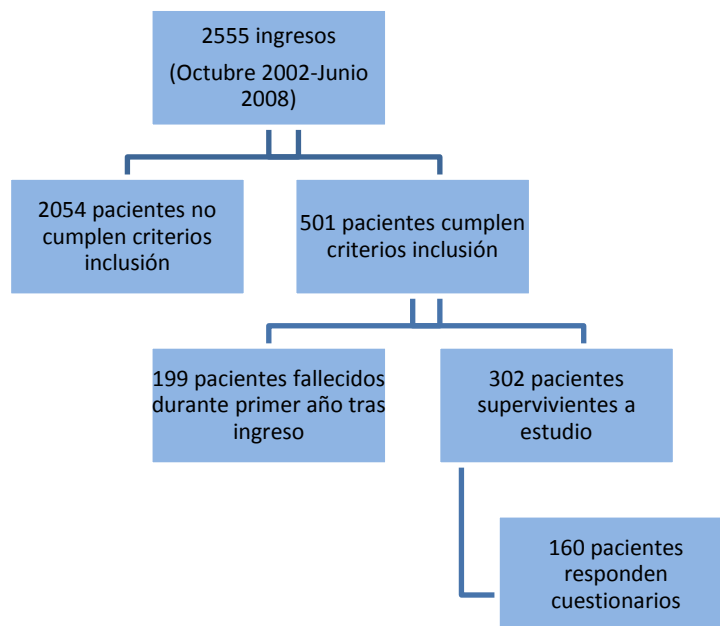 2555 ingresos
(Octubre 2002-Junio
2008)
2054 pacientes no
cumplen criterios
inclusión
501 pacientes cumplen
criterios inclusión
199 pacientes fallecidos
durante primer año tras
ingreso
302 pacientes
supervivientes a
estudio
160 pacientes
responden
cuestionarios